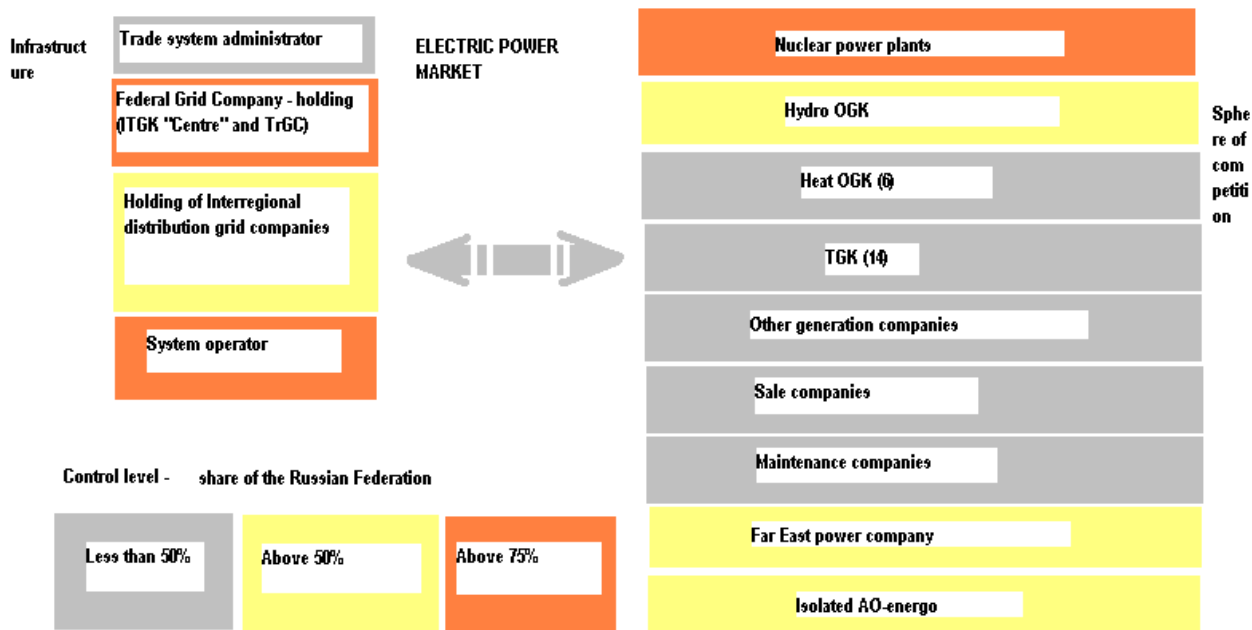 Infrastruct
ure
Trade system administrator
Federal Grid Company - holding
(ITGK "Centre" and TrGC)
Holding of Interregional
distribution grid companies
System operator
ELECTRIC POWER
MARKET
Nuclear power plants
Hydro OGK
Heat OGK (6)
TGK (14)
Other generation companies
Sale companies
Maintenance companies
Far East power company
Isolated AO-energo
Sphe
re of
com
petiti
on
Control level - share of the Russian Federation
Less than 50%
Above 50%
Above 75%